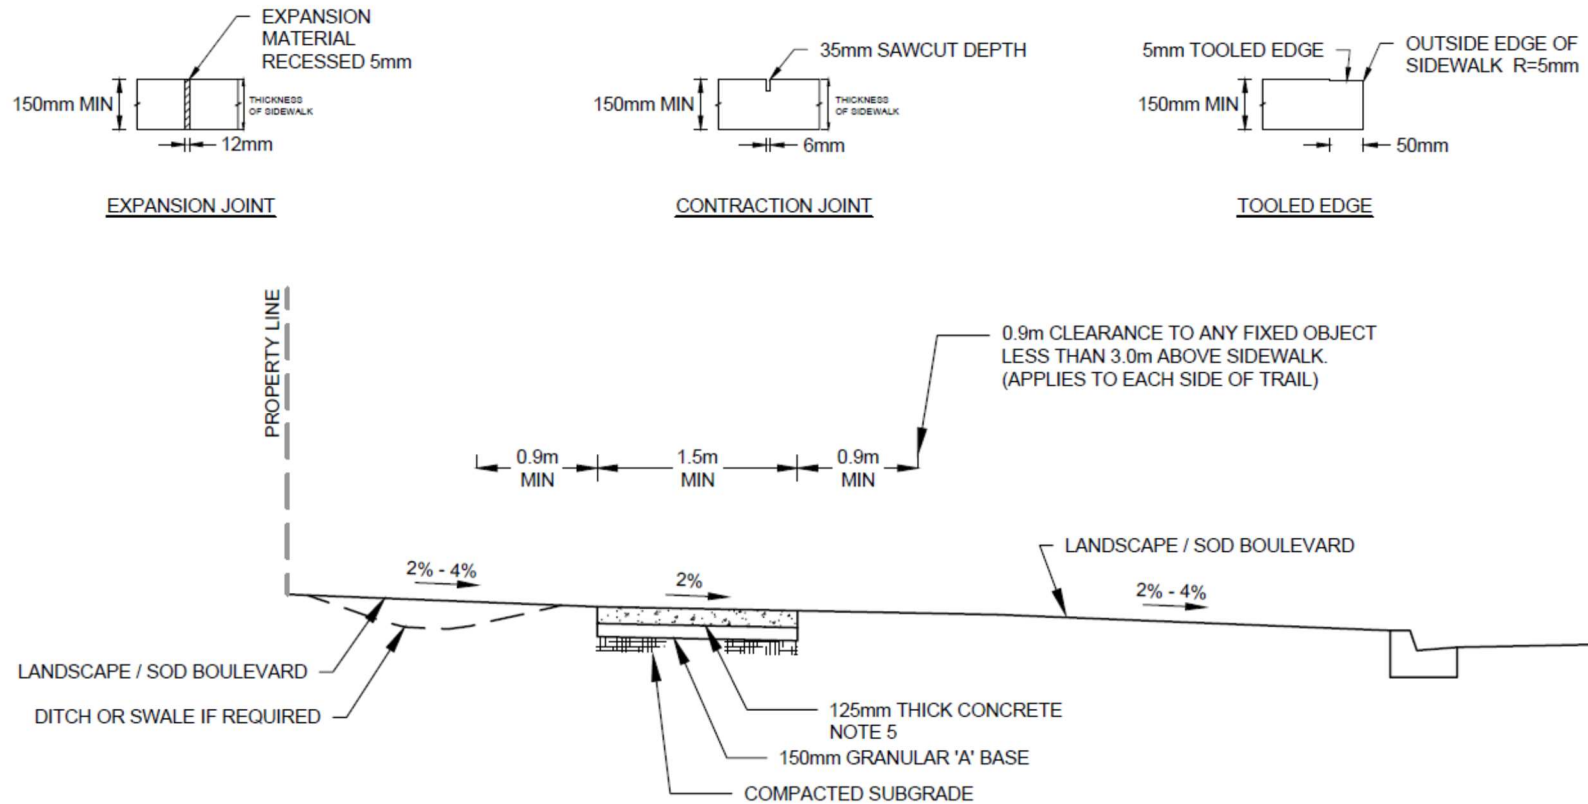 EXPANSION
MATERIAL
RECESSED 5mm
150mm MIN
THICKNESS
OF SIDEWALK
12mm
EXPANSION JOINT
35mm SAWCUT DEPTH
150mm MIN
THICKNESS
OF SIDEWALK
6mm
CONTRACTION JOINT
5mm TOOLED EDGE
OUTSIDE EDGE OF
SIDEWALK R=5mm
150mm MIN
50mm
TOOLED EDGE
PROPERTY LINE
0.9m CLEARANCE TO ANY FIXED OBJECT
LESS THAN 3.0m ABOVE SIDEWALK.
(APPLIES TO EACH SIDE OF TRAIL)
0.9m
MIN
1.5m
MIN
0.9m
MIN
2% - 4%
2%
LANDSCAPE / SOD BOULEVARD
2% - 4%
LANDSCAPE / SOD BOULEVARD
DITCH OR SWALE IF REQUIRED
125mm THICK CONCRETE
NOTE 5
150mm GRANULAR 'A' BASE
COMPACTED SUBGRADE